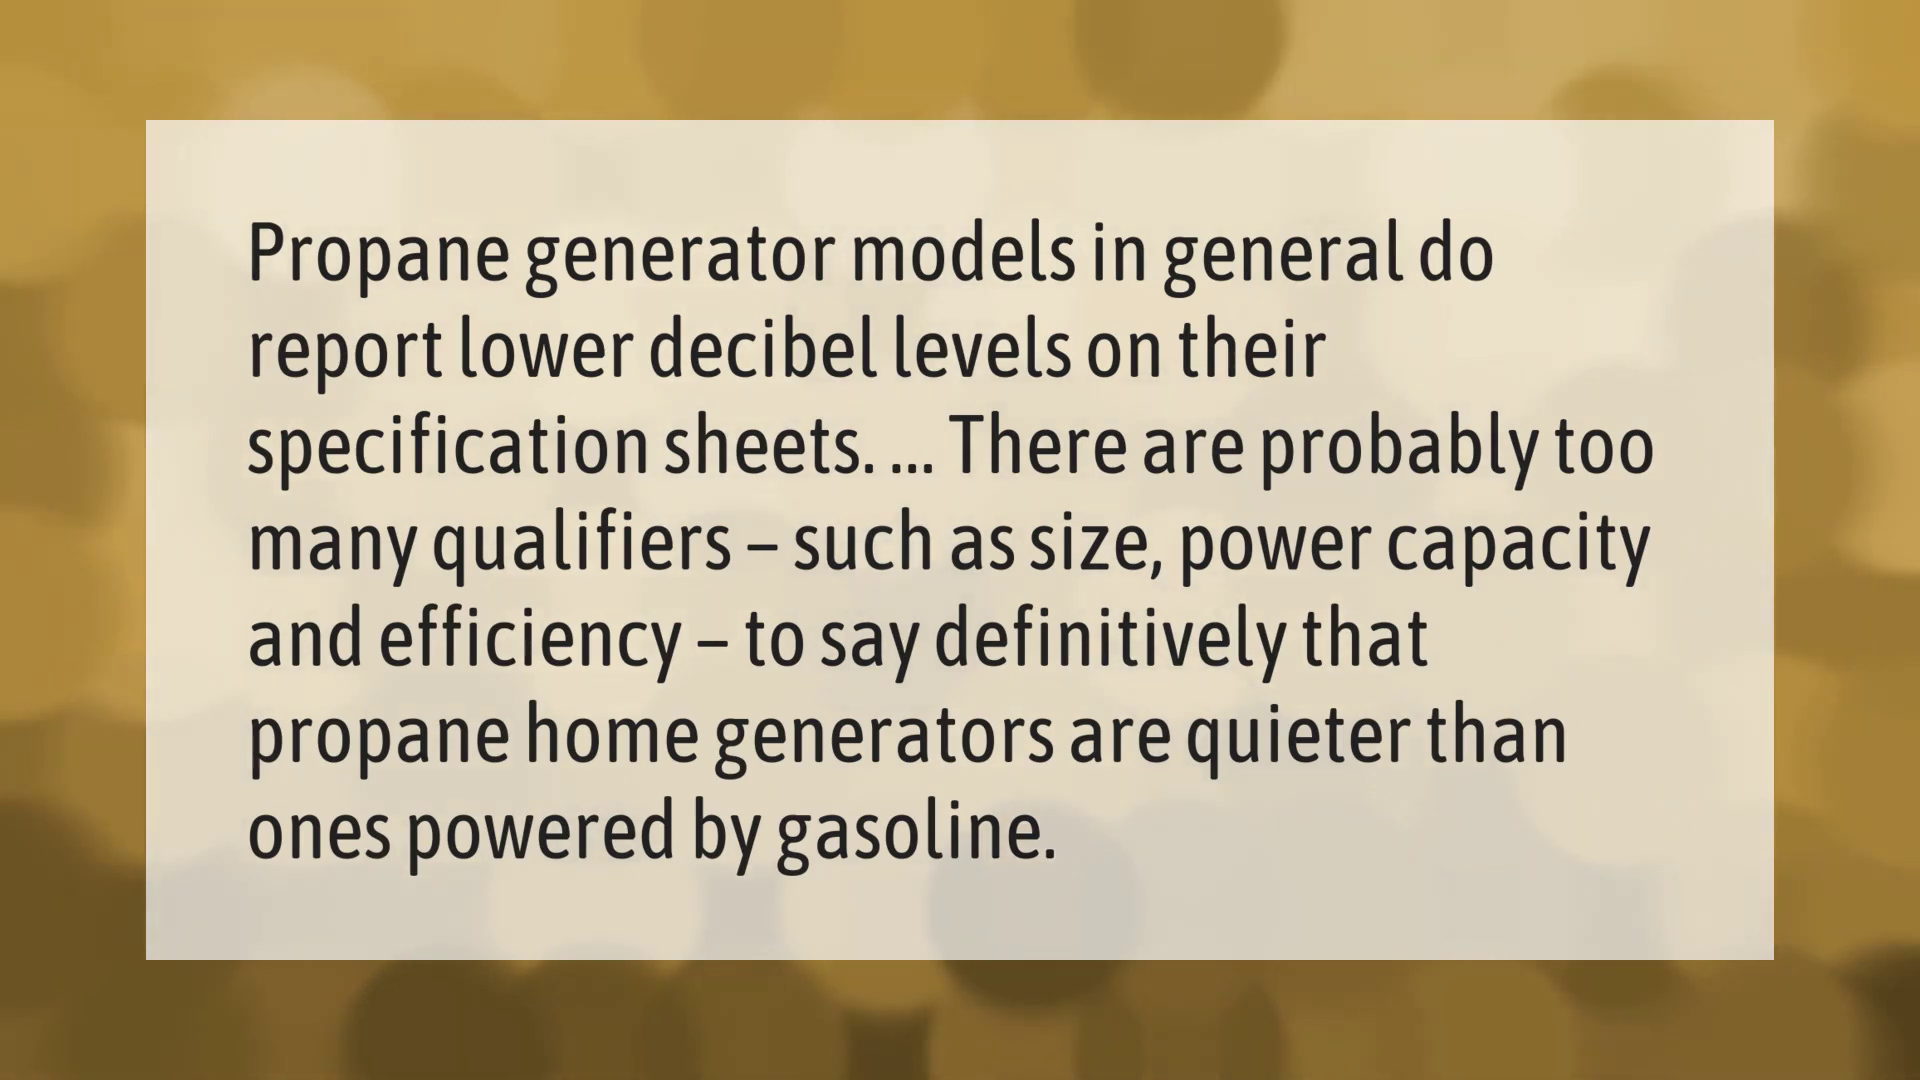 Propane generator models in general do
report lower decibel levels on their
specification sheets. ... There are probably too
many qualifiers – such as size, power capacity
and efficiency – to say definitively that
propane home generators are quieter than
ones powered by gasoline.